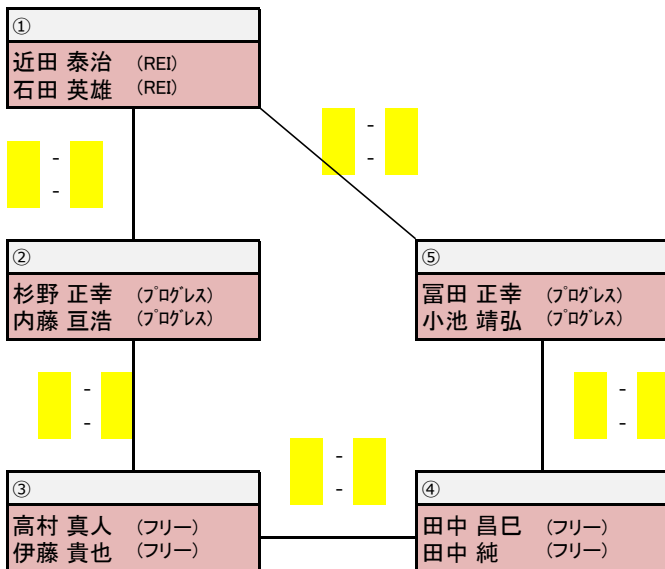 ①
近田 泰治 (REI)
石田 英雄 (REI)
-
-
-
-
②
杉野 正幸 (ﾌﾟﾛｸﾞﾚｽ)
内藤 亘浩 (ﾌﾟﾛｸﾞﾚｽ)
⑤
冨田 正幸 (ﾌﾟﾛｸﾞﾚｽ)
小池 靖弘 (ﾌﾟﾛｸﾞﾚｽ)
-
-
-
-
-
-
③
高村 真人 (フリー)
伊藤 貴也 (フリー)
④
田中 昌巳 (フリー)
田中 純 (フリー)